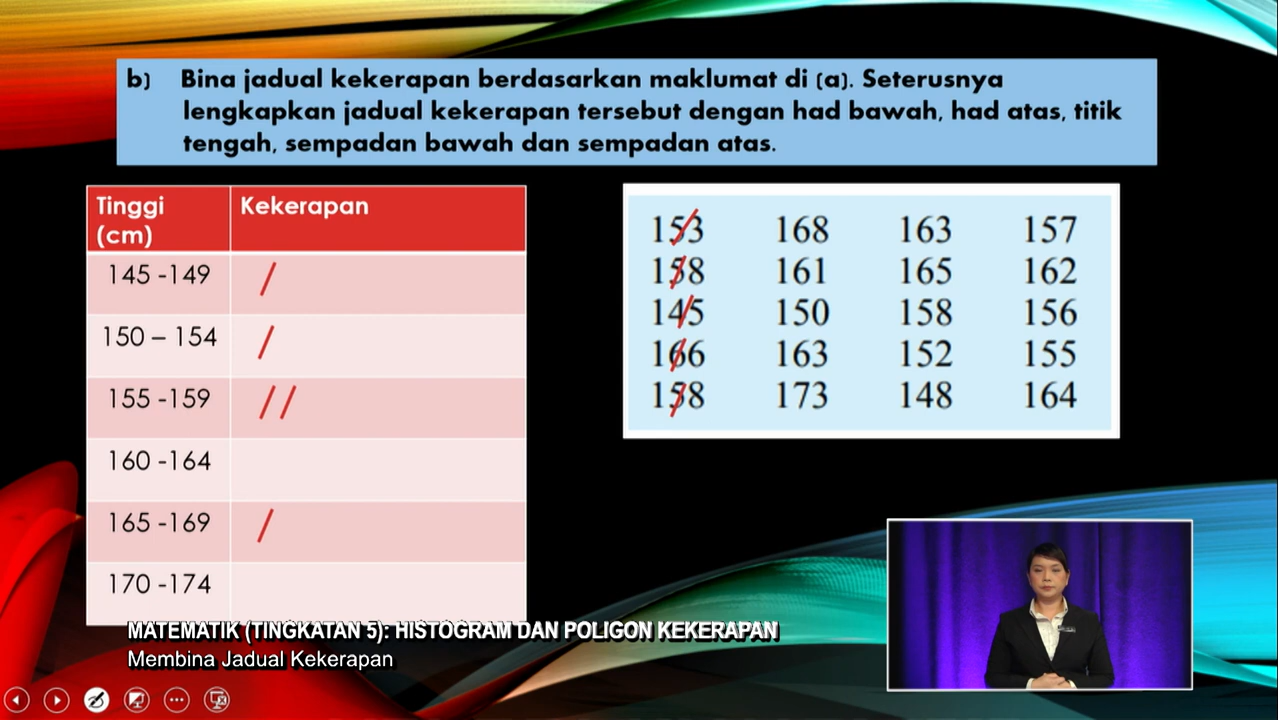 b) Bina jadual kekerapan berdasarkan maklumat di (a). Seterusnya
lengkapkan jadual kekerapan tersebut dengan had bawah, had atas, titik
tengah, sempadan bawah dan sempadan atas.
Tinggi (cm) Kekerapan
145 -149 /
150 – 154 /
155 -159 //
160 -164
165 -169 /
170 -174
153 168 163 157
158 161 165 162
145 150 158 156
166 163 152 155
158 173 148 164
MATEMATIK (TINGKATAN 5): HISTOGRAM DAN POLIGON KEKERAPAN
Membina Jadual Kekerapan